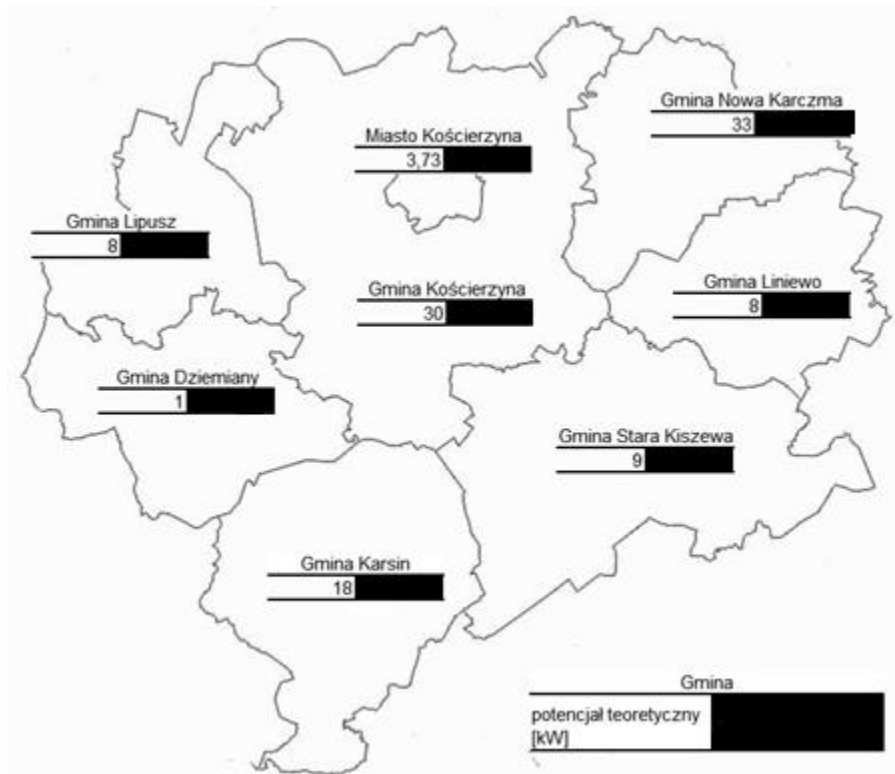 Gmina Nowa Karczma
33
Miasto Kościerzyna
3,73
Gmina Lipusz
8
Gmina Kościerzyna
30
Gmina Liniewo
8
Gmina Dziemiany
1
Gmina Stara Kiszewa
9
Gmina Karsin
18
Gmina
potencjał teoretyczny
[kW]